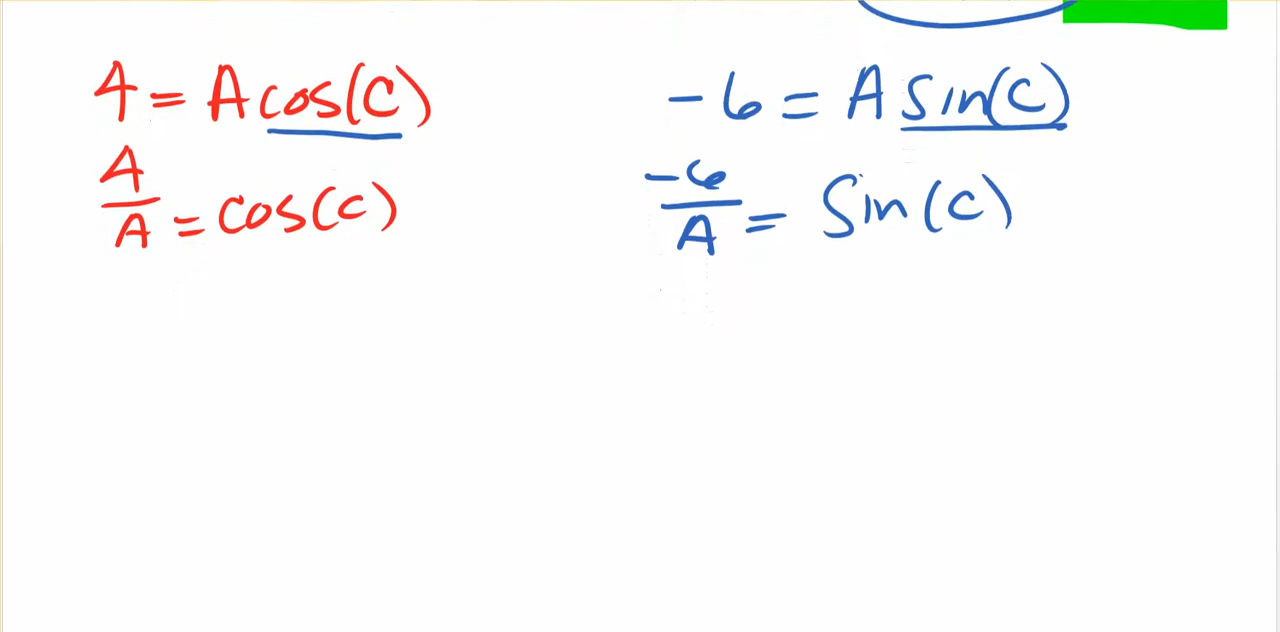 4 = A cos(C)
-6 = A Sin(C)
4/A = cos(c)
-6/A = Sin(c)